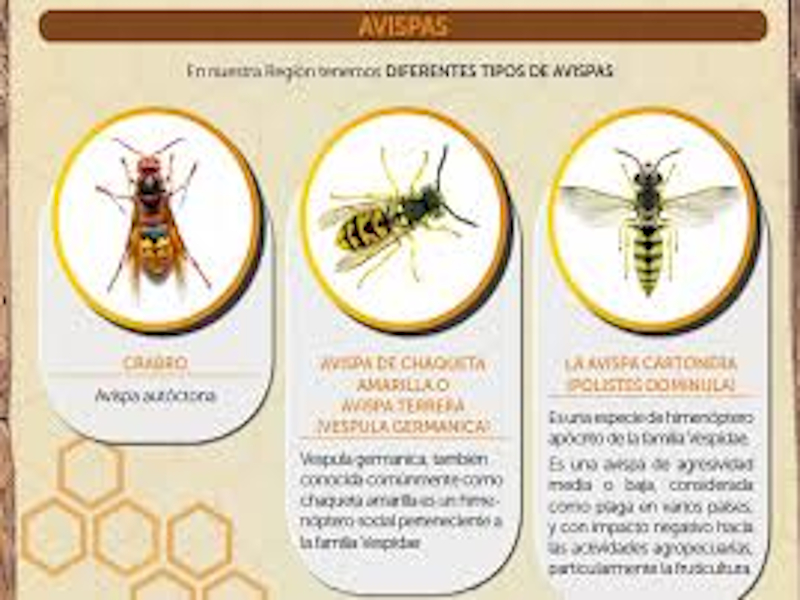 AVISPAS
En nuestra Región tenemos DIFERENTES TIPOS DE AVISPAS
CRABRO
Avispa autóctona
AVISPA DE CHAQUETA
AMARILLA O
AVISPA TERRERA
(VESPULA GERMANICA)
Vespula germanica, también
conocida comúnmente como
chaqueta amarilla es un hime-
nóptero social perteneciente a
la familia Vespidae
LA AVISPA CARTONERA
(POLISTES DOMINULA)
Es una especie de himenóptero
apócrito de la familia Vespidae.
Es una avispa de agresividad
media o baja, considerada
como plaga en varios países,
y con impacto negativo hacia
las actividades agropecuarias,
particularmente la fruticultura.